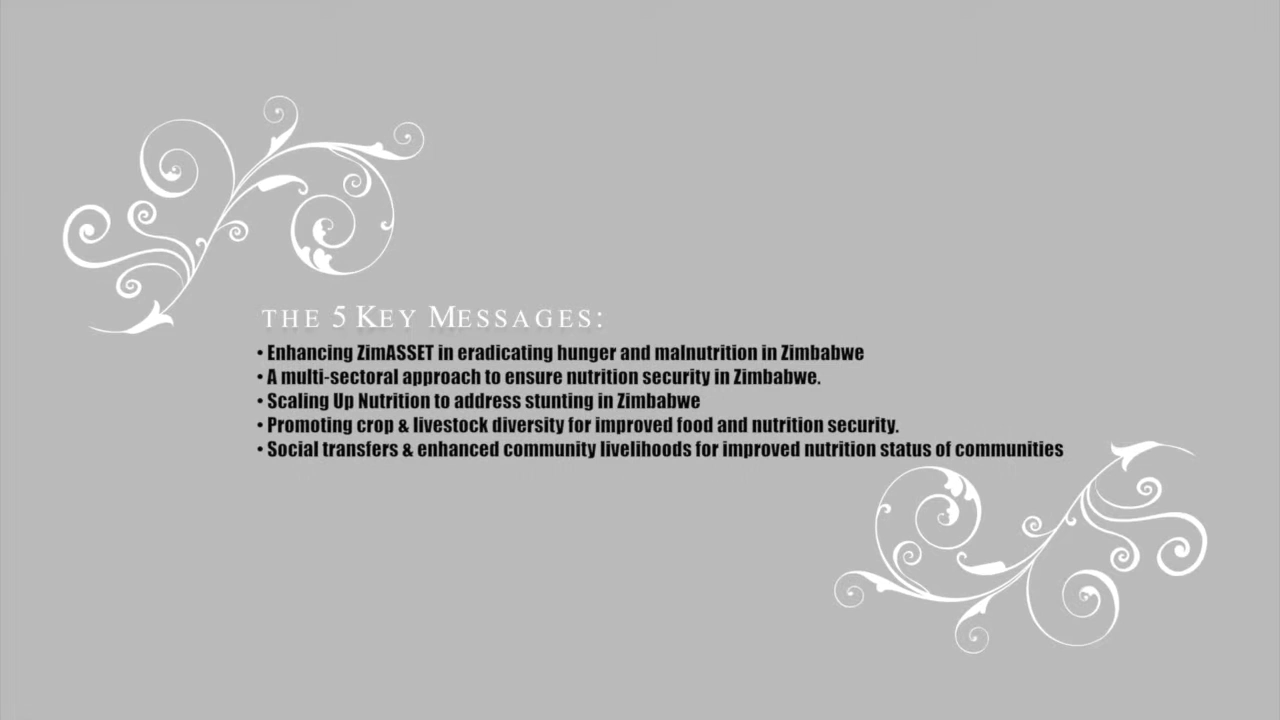 THE 5 KEY MESSAGES:
• Enhancing ZimASSET in eradicating hunger and malnutrition in Zimbabwe
• A multi-sectoral approach to ensure nutrition security in Zimbabwe.
• Scaling Up Nutrition to address stunting in Zimbabwe
• Promoting crop & livestock diversity for improved food and nutrition security.
• Social transfers & enhanced community livelihoods for improved nutrition status of communities